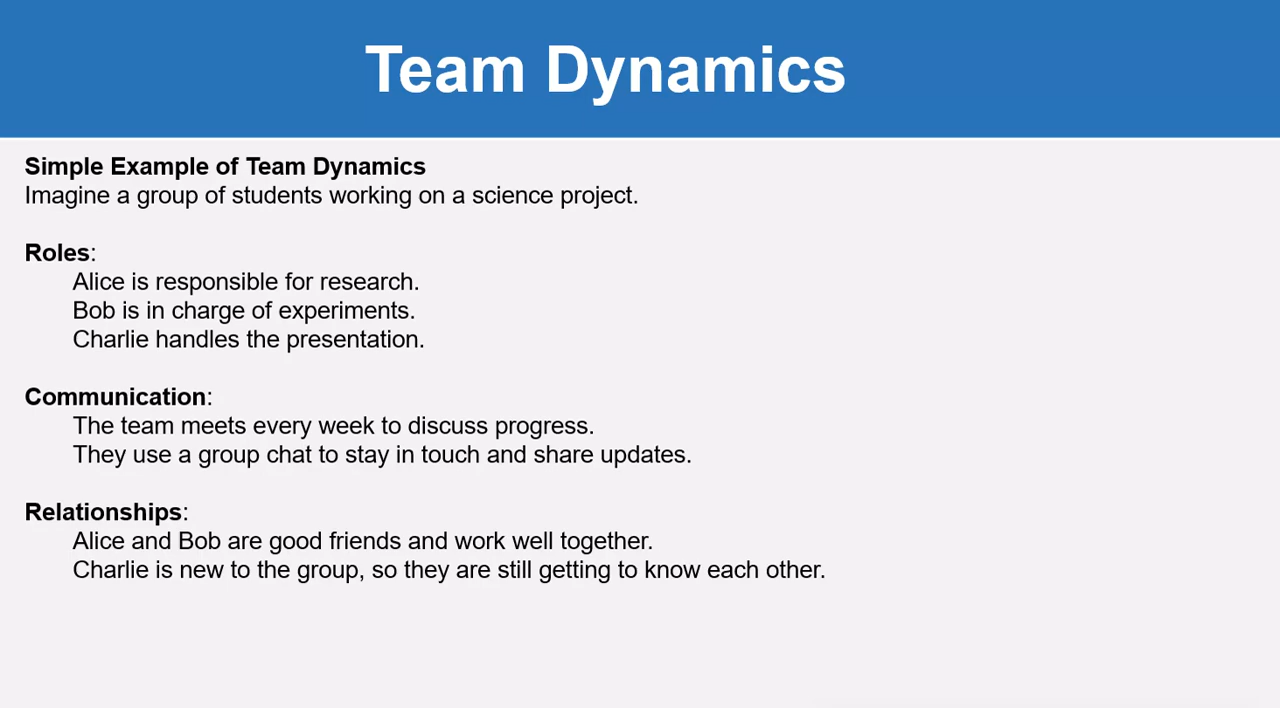 Team Dynamics
Simple Example of Team Dynamics
Imagine a group of students working on a science project.
Roles:
Alice is responsible for research.
Bob is in charge of experiments.
Charlie handles the presentation.
Communication:
The team meets every week to discuss progress.
They use a group chat to stay in touch and share updates.
Relationships:
Alice and Bob are good friends and work well together.
Charlie is new to the group, so they are still getting to know each other.